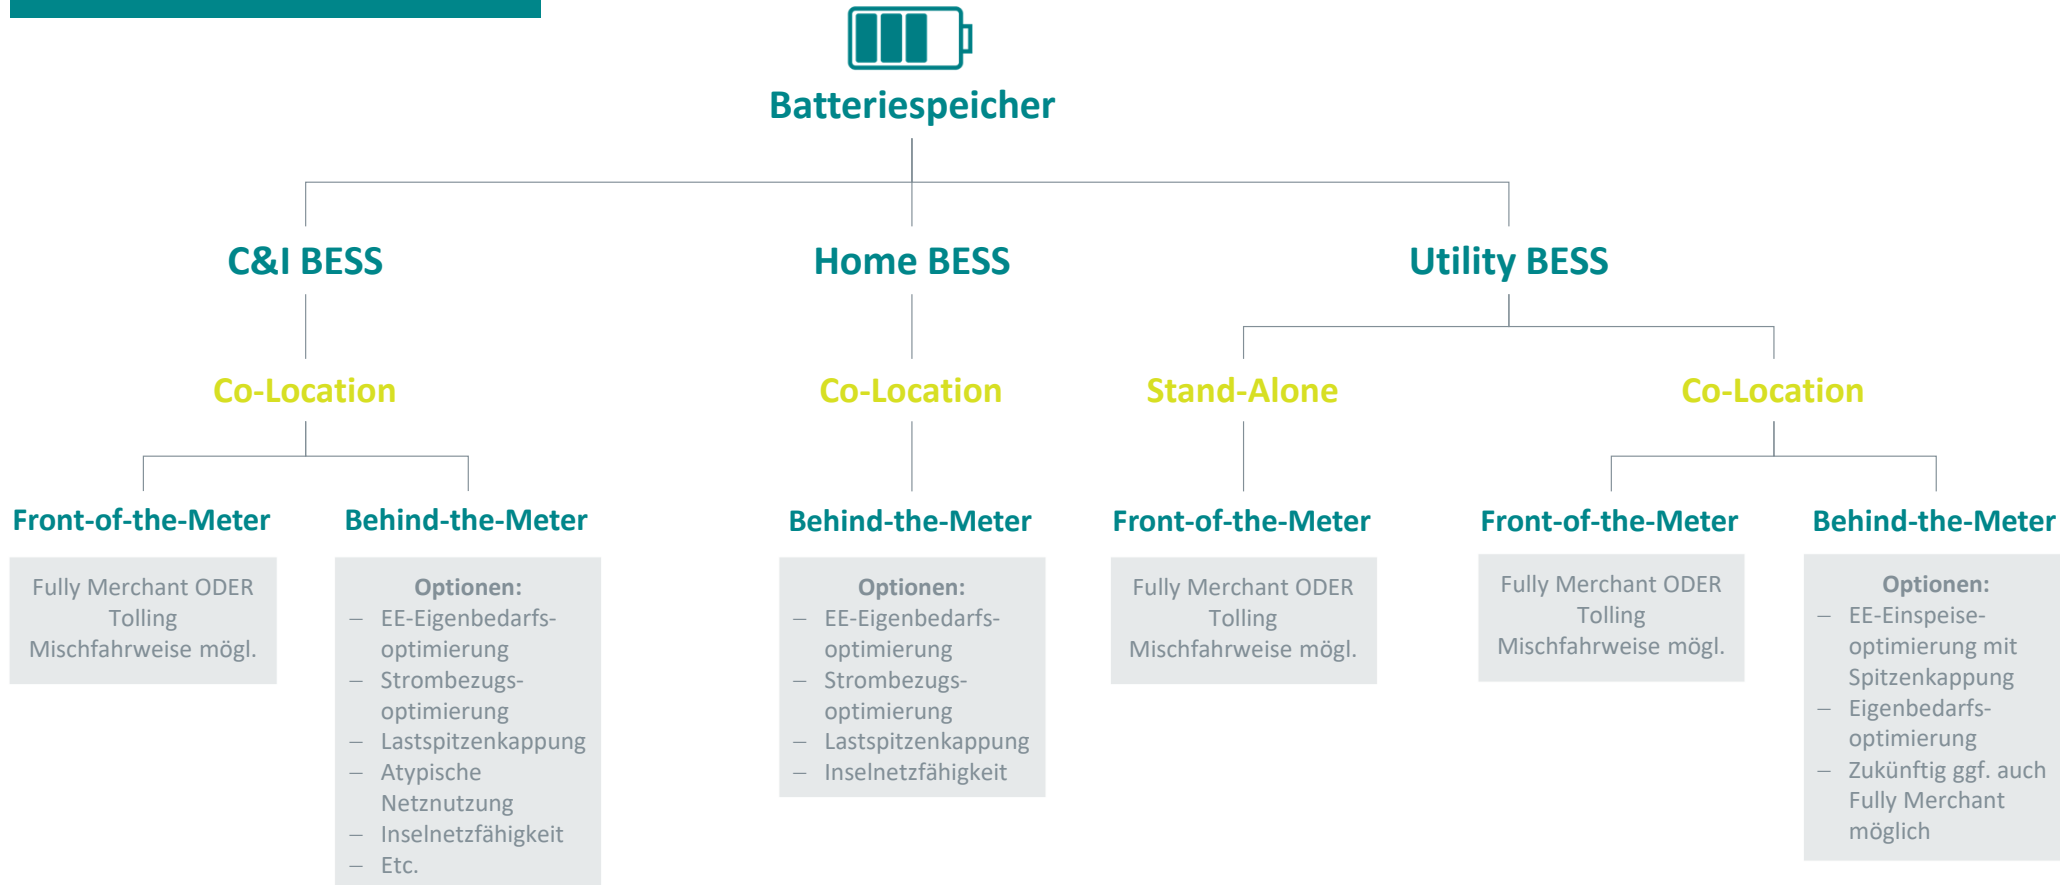 Batteriespeicher
C&I BESS
Home BESS
Utility BESS
Co-Location
Co-Location
Stand-Alone
Co-Location
Front-of-the-Meter
Behind-the-Meter
Behind-the-Meter
Front-of-the-Meter
Front-of-the-Meter
Behind-the-Meter
Fully Merchant ODER
Tolling
Mischfahrweise mögl.
Optionen:
– EE-Eigenbedarfs-
optimierung
– Strombezugs-
optimierung
– Lastspitzenkappung
– Atypische
Netznutzung
– Inselnetzfähigkeit
– Etc.
Optionen:
– EE-Eigenbedarfs-
optimierung
– Strombezugs-
optimierung
– Lastspitzenkappung
– Inselnetzfähigkeit
Fully Merchant ODER
Tolling
Mischfahrweise mögl.
Fully Merchant ODER
Tolling
Mischfahrweise mögl.
Optionen:
– EE-Einspeise-
optimierung mit
Spitzenkappung
– Eigenbedarfs-
optimierung
– Zukünftig ggf. auch
Fully Merchant
möglich